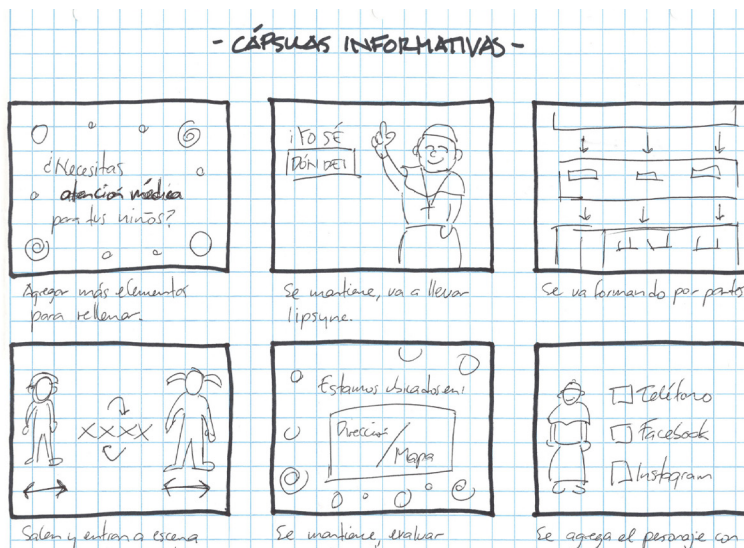 - CÁPSULAS INFORMATIVAS -
¿Necesitas
atención médica
para tus niños?
Agregar más elementos
para rellenar.
¡YO SÉ
DÓNDE!
Se mantiene, va a llevar
lipsync.
Se va formando por partes
XXXX
Salen y entran a escena
Estamos ubicados en:
Dirección /
Mapa
Se mantiene, evaluar
Teléfono
Facebook
Instagram
Se agrega el personaje con